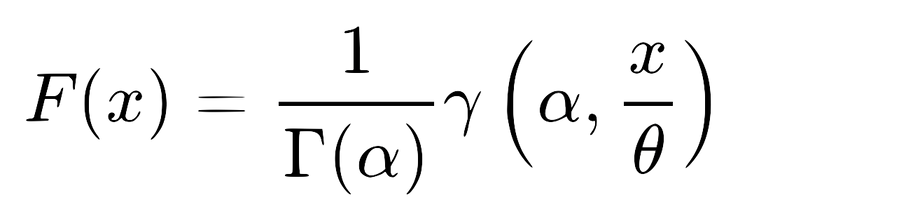 F(x) = \frac{1}{\Gamma(\alpha)} \gamma \left( \alpha, \frac{x}{\theta} \right)